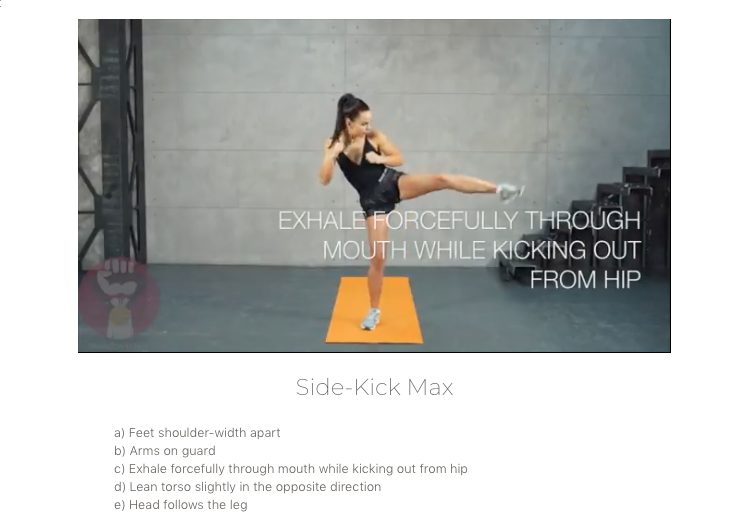 EXHALE FORCEFULLY THROUGH
MOUTH WHILE KICKING OUT
FROM HIP
Side-Kick Max
a) Feet shoulder-width apart
b) Arms on guard
c) Exhale forcefully through mouth while kicking out from hip
d) Lean torso slightly in the opposite direction
e) Head follows the leg